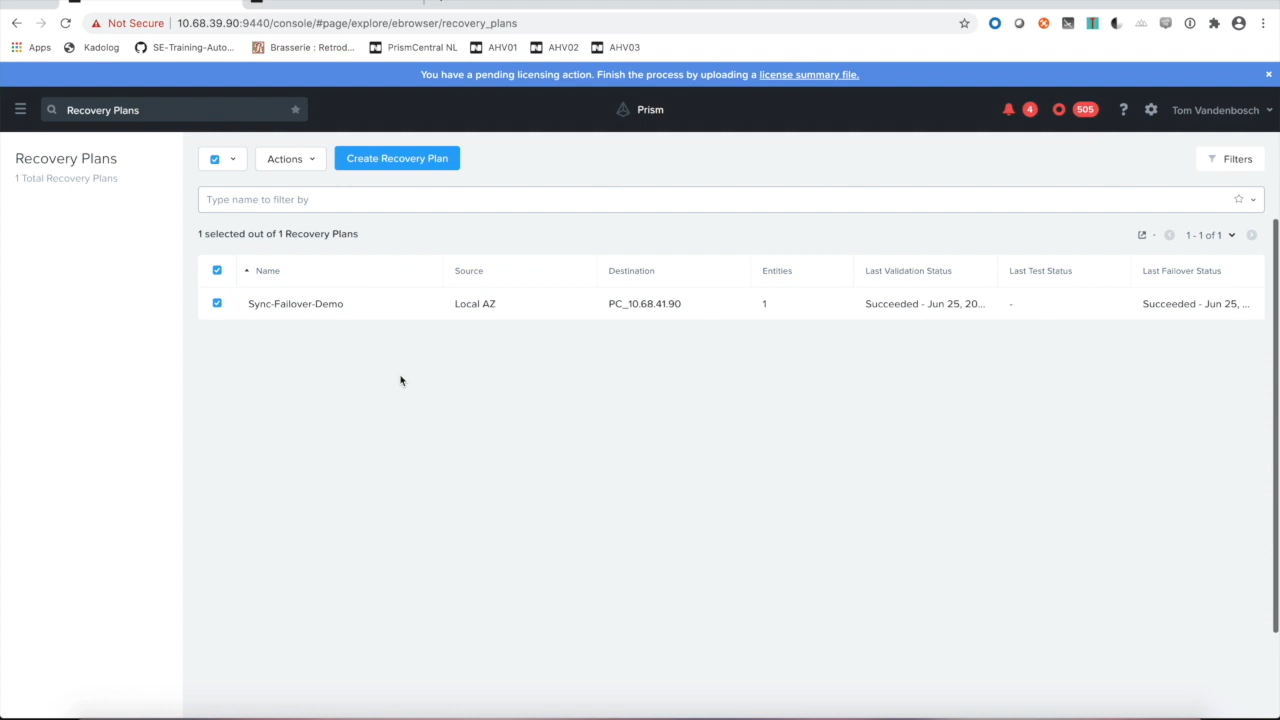 Not Secure | 10.68.39.90:9440/console/#page/explore/ebrowser/recovery_plans
Apps Kadolog SE-Training-Auto... Brasserie : Retrod... PrismCentral NL AHV01 AHV02 AHV03
You have a pending licensing action. Finish the process by uploading a license summary file. ×
Recovery Plans Prism 4 505 ? Tom Vandenbosch
Recovery Plans
1 Total Recovery Plans
Actions Create Recovery Plan Filters
Type name to filter by
1 selected out of 1 Recovery Plans 1 - 1 of 1
Name Source Destination Entities Last Validation Status Last Test Status Last Failover Status
Sync-Failover-Demo Local AZ PC_10.68.41.90 1 Succeeded - Jun 25, 20... - Succeeded - Jun 25, ...